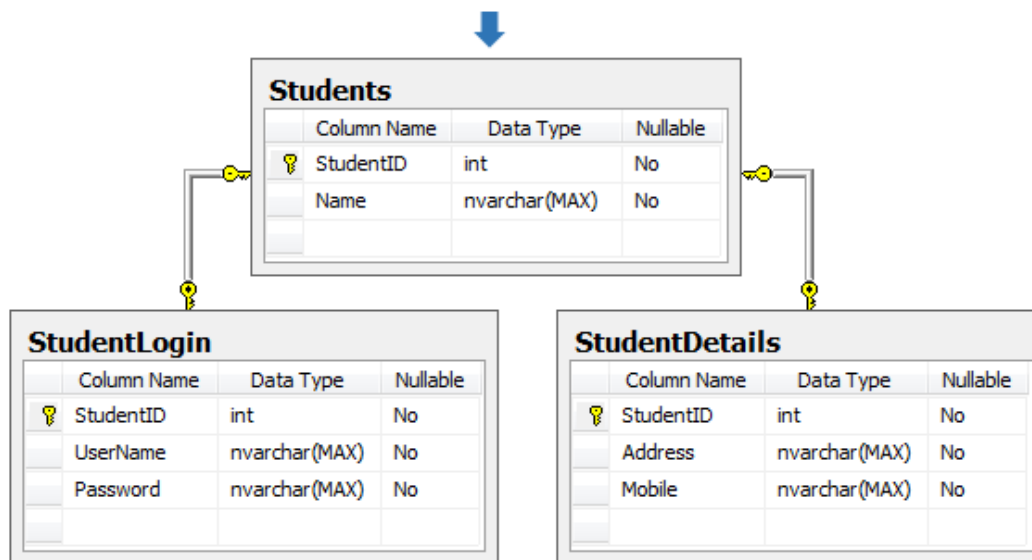 Students
Column Name Data Type Nullable
StudentID int No
Name nvarchar(MAX) No
StudentLogin
Column Name Data Type Nullable
StudentID int No
UserName nvarchar(MAX) No
Password nvarchar(MAX) No
StudentDetails
Column Name Data Type Nullable
StudentID int No
Address nvarchar(MAX) No
Mobile nvarchar(MAX) No